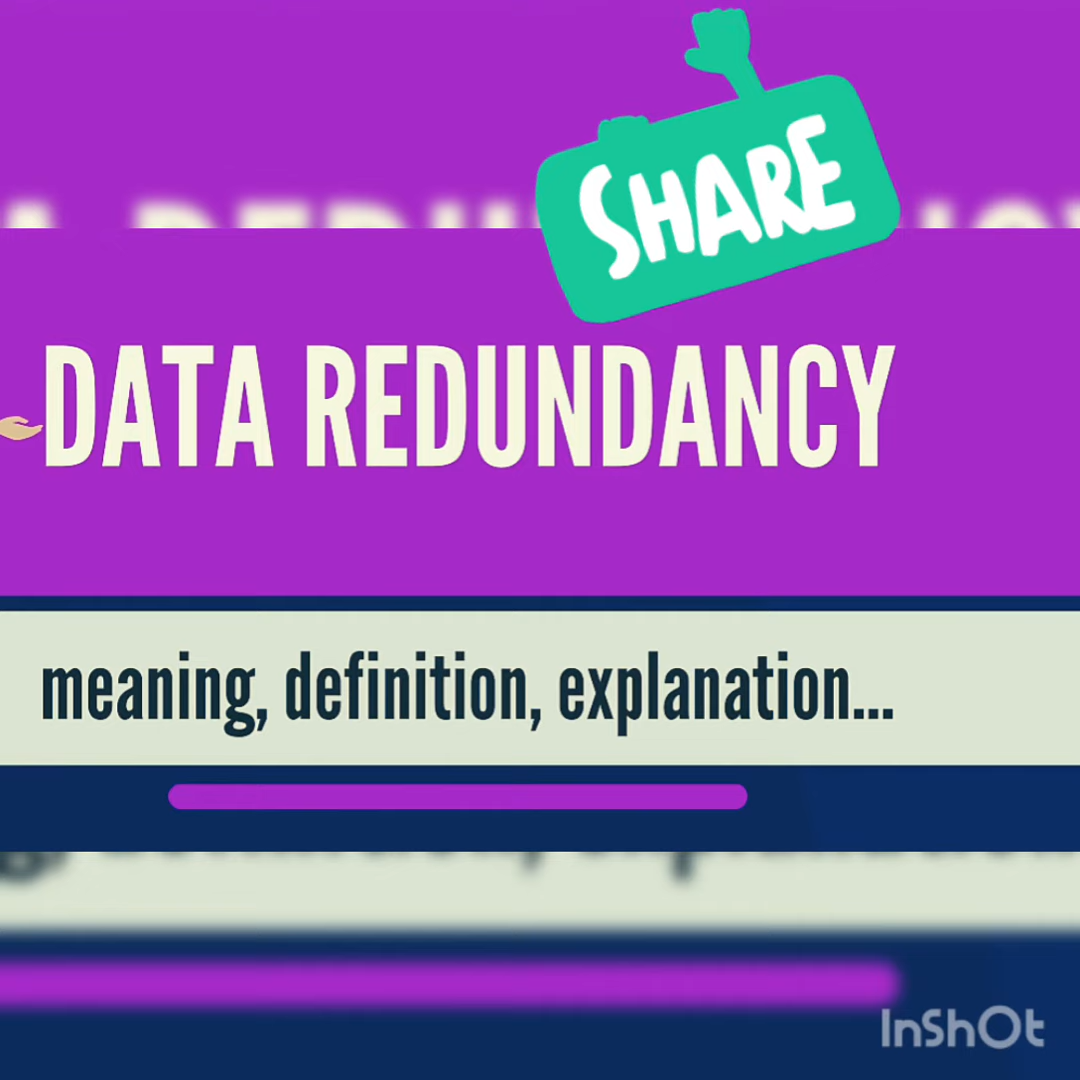 SHARE
DATA REDUNDANCY
meaning, definition, explanation...
InShOt